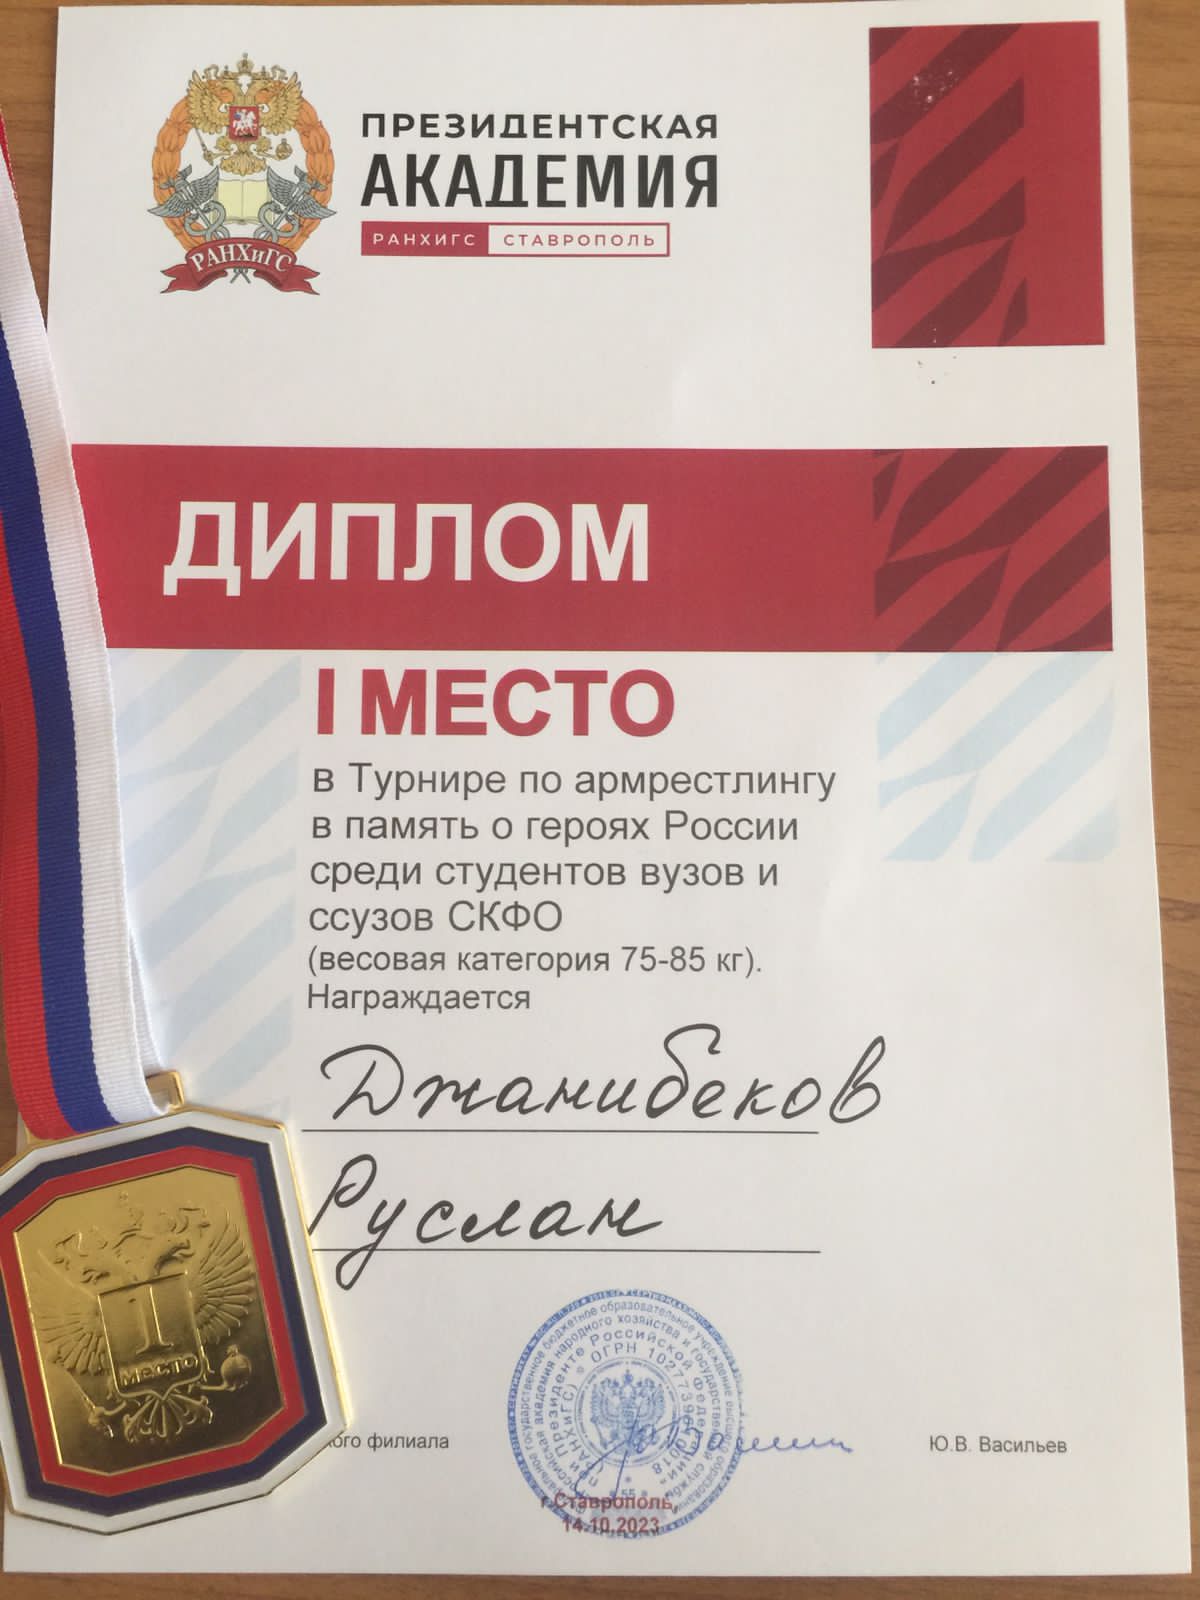 ПРЕЗИДЕНТСКАЯ
АКАДЕМИЯ
РАНХИГС СТАВРОПОЛЬ
РАНХиГС
ДИПЛОМ
I МЕСТО
в Турнире по армрестлингу
в память о героях России
среди студентов вузов и
ссузов СКФО
(весовая категория 75-85 кг).
Награждается
Джанибеков
Руслан
1
МЕСТО
филиала
Ю.В. Васильев
г.Ставрополь,
14.10.2023